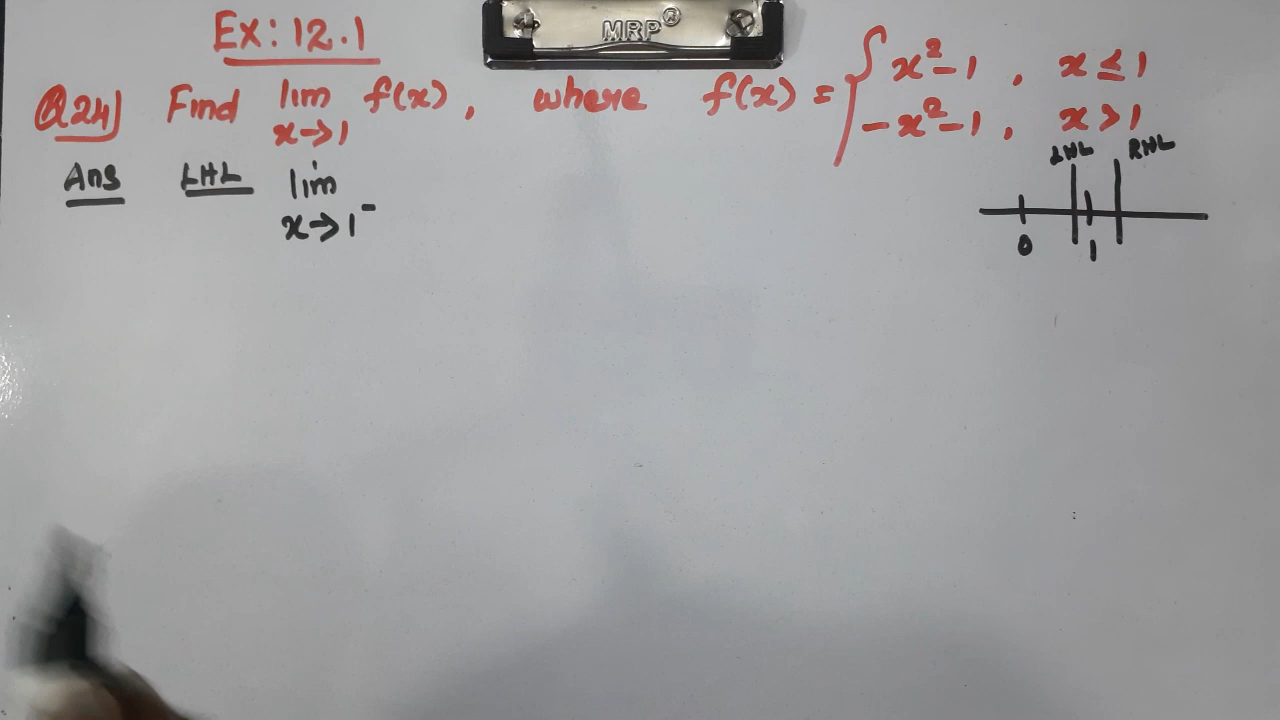 MRP®
Ex: 12.1
Q24) Find lim f(x), where f(x) = { x²-1, x ≤ 1
x→1 -x²-1, x > 1
Ans LHL lim
x→1⁻
LHL RHL
0 1